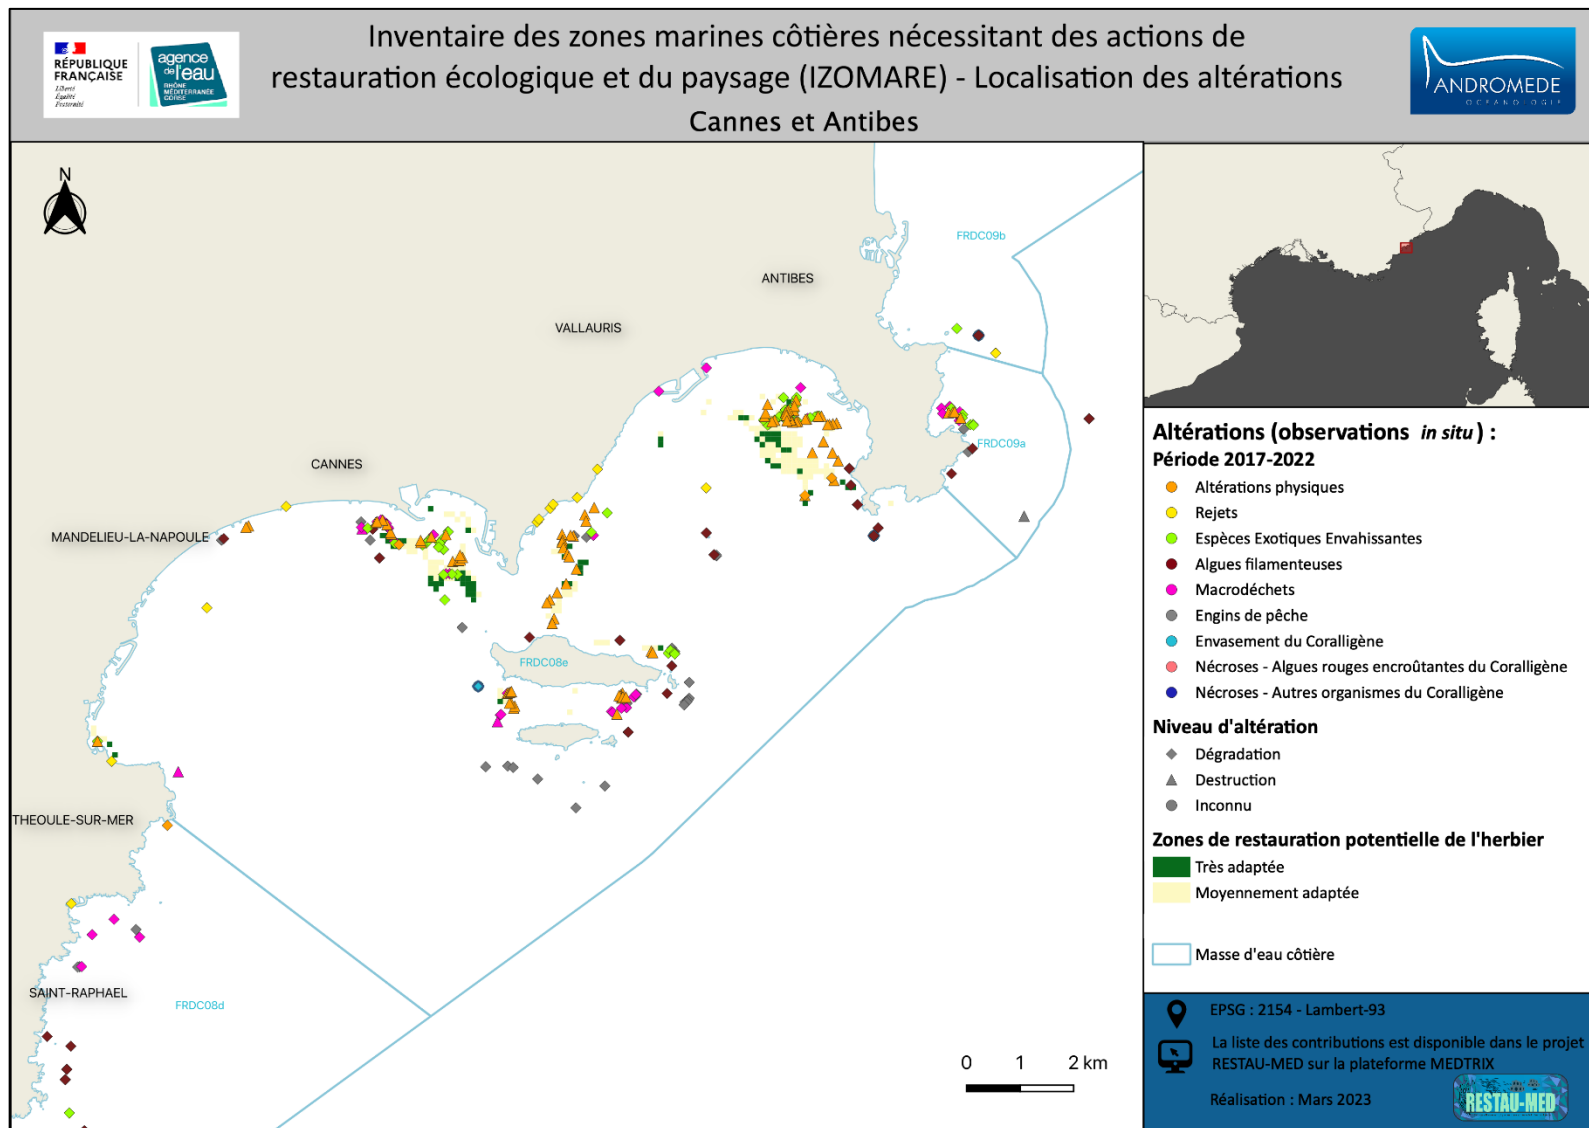 Inventaire des zones marines côtières nécessitant des actions de
restauration écologique et du paysage (IZOMARE) - Localisation des altérations
Cannes et Antibes
RÉPUBLIQUE
FRANÇAISE
Liberté
Égalité
Fraternité
agence
de l'eau
RHÔNE
MÉDITERRANÉE
CORSE
ANDROMEDE
OCÉANOLOGIE
N
FRDC09b
ANTIBES
VALLAURIS
FRDC09a
CANNES
MANDELIEU-LA-NAPOULE
FRDC08e
THEOULE-SUR-MER
SAINT-RAPHAEL
FRDC08d
0 1 2 km
Altérations (observations in situ) :
Période 2017-2022
Altérations physiques
Rejets
Espèces Exotiques Envahissantes
Algues filamenteuses
Macrodéchets
Engins de pêche
Envasement du Coralligène
Nécroses - Algues rouges encroûtantes du Coralligène
Nécroses - Autres organismes du Coralligène
Niveau d'altération
Dégradation
Destruction
Inconnu
Zones de restauration potentielle de l'herbier
Très adaptée
Moyennement adaptée
Masse d'eau côtière
EPSG : 2154 - Lambert-93
La liste des contributions est disponible dans le projet
RESTAU-MED sur la plateforme MEDTRIX
Réalisation : Mars 2023
RESTAU-MED